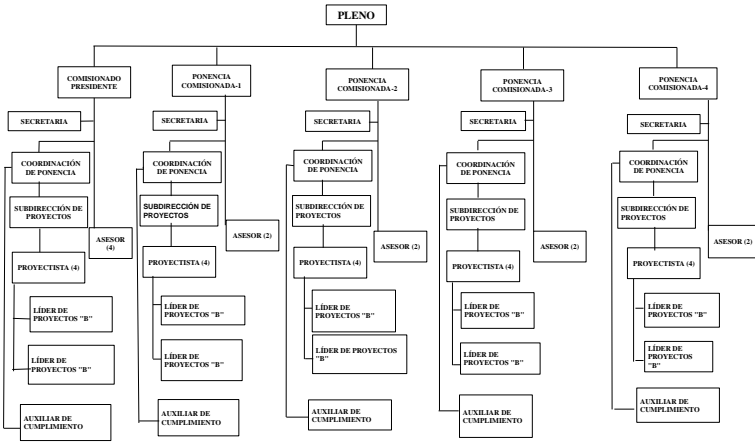 PLENO
COMISIONADO
PRESIDENTE
SECRETARIA
COORDINACIÓN
DE PONENCIA
SUBDIRECCIÓN DE
PROYECTOS
ASESOR
(4)
PROYECTISTA (4)
LÍDER DE
PROYECTOS "B"
LÍDER DE
PROYECTOS "B"
AUXILIAR DE
CUMPLIMIENTO
PONENCIA
COMISIONADA-1
SECRETARIA
COORDINACIÓN
DE PONENCIA
SUBDIRECCIÓN DE
PROYECTOS
ASESOR (2)
PROYECTISTA (4)
LÍDER DE
PROYECTOS "B"
LÍDER DE
PROYECTOS "B"
AUXILIAR DE
CUMPLIMIENTO
PONENCIA
COMISIONADA-2
SECRETARIA
COORDINACIÓN
DE PONENCIA
SUBDIRECCIÓN DE
PROYECTOS
ASESOR (2)
PROYECTISTA (4)
LÍDER DE
PROYECTOS "B"
LÍDER DE PROYECTOS
"B"
AUXILIAR DE
CUMPLIMIENTO
PONENCIA
COMISIONADA-3
SECRETARIA
COORDINACIÓN
DE PONENCIA
SUBDIRECCIÓN DE
PROYECTOS
ASESOR (2)
PROYECTISTA (4)
LÍDER DE
PROYECTOS "B"
LÍDER DE
PROYECTOS "B"
AUXILIAR DE
CUMPLIMIENTO
PONENCIA
COMISIONADA-4
SECRETARIA
COORDINACIÓN
DE PONENCIA
SUBDIRECCIÓN DE
PROYECTOS
ASESOR (2)
PROYECTISTA (4)
LÍDER DE
PROYECTOS "B"
LÍDER DE
PROYECTOS
"B"
AUXILIAR DE
CUMPLIMIENTO